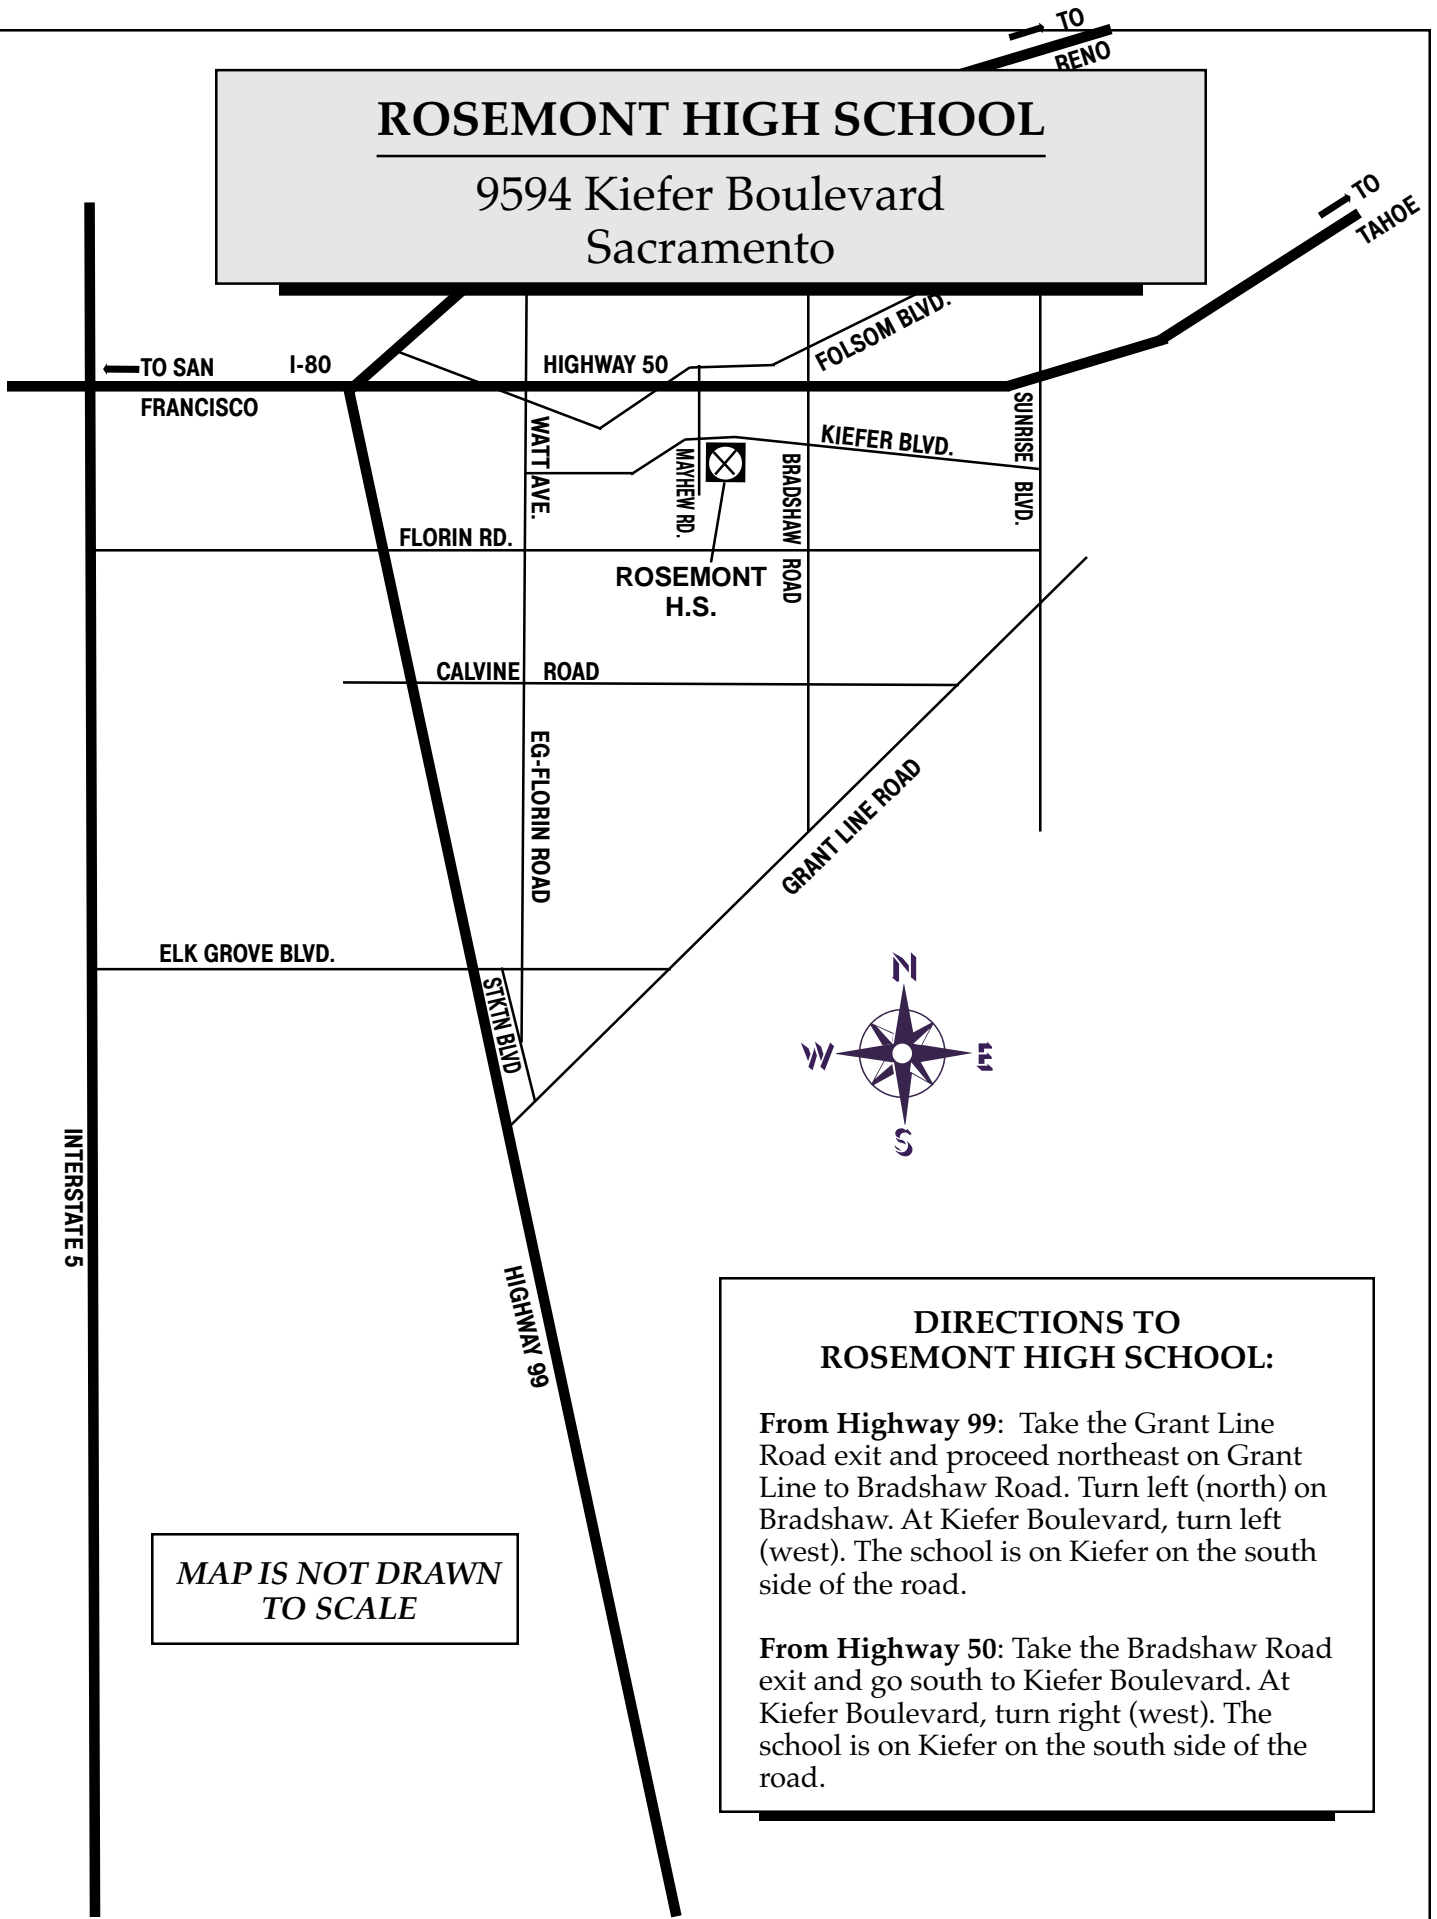 TO
RENO
ROSEMONT HIGH SCHOOL
9594 Kiefer Boulevard
Sacramento
TO
TAHOE
FOLSOM BLVD.
TO SAN
FRANCISCO
I-80
HIGHWAY 50
SUNRISE BLVD.
WATT AVE.
KIEFER BLVD.
MAYHEW RD.
BRADSHAW ROAD
FLORIN RD.
ROSEMONT
H.S.
CALVINE ROAD
EG-FLORIN ROAD
GRANT LINE ROAD
ELK GROVE BLVD.
STKTN BLVD
N
W
E
S
INTERSTATE 5
HIGHWAY 99
DIRECTIONS TO
ROSEMONT HIGH SCHOOL:
From Highway 99: Take the Grant Line
Road exit and proceed northeast on Grant
Line to Bradshaw Road. Turn left (north) on
Bradshaw. At Kiefer Boulevard, turn left
(west). The school is on Kiefer on the south
side of the road.
From Highway 50: Take the Bradshaw Road
exit and go south to Kiefer Boulevard. At
Kiefer Boulevard, turn right (west). The
school is on Kiefer on the south side of the
road.
MAP IS NOT DRAWN
TO SCALE